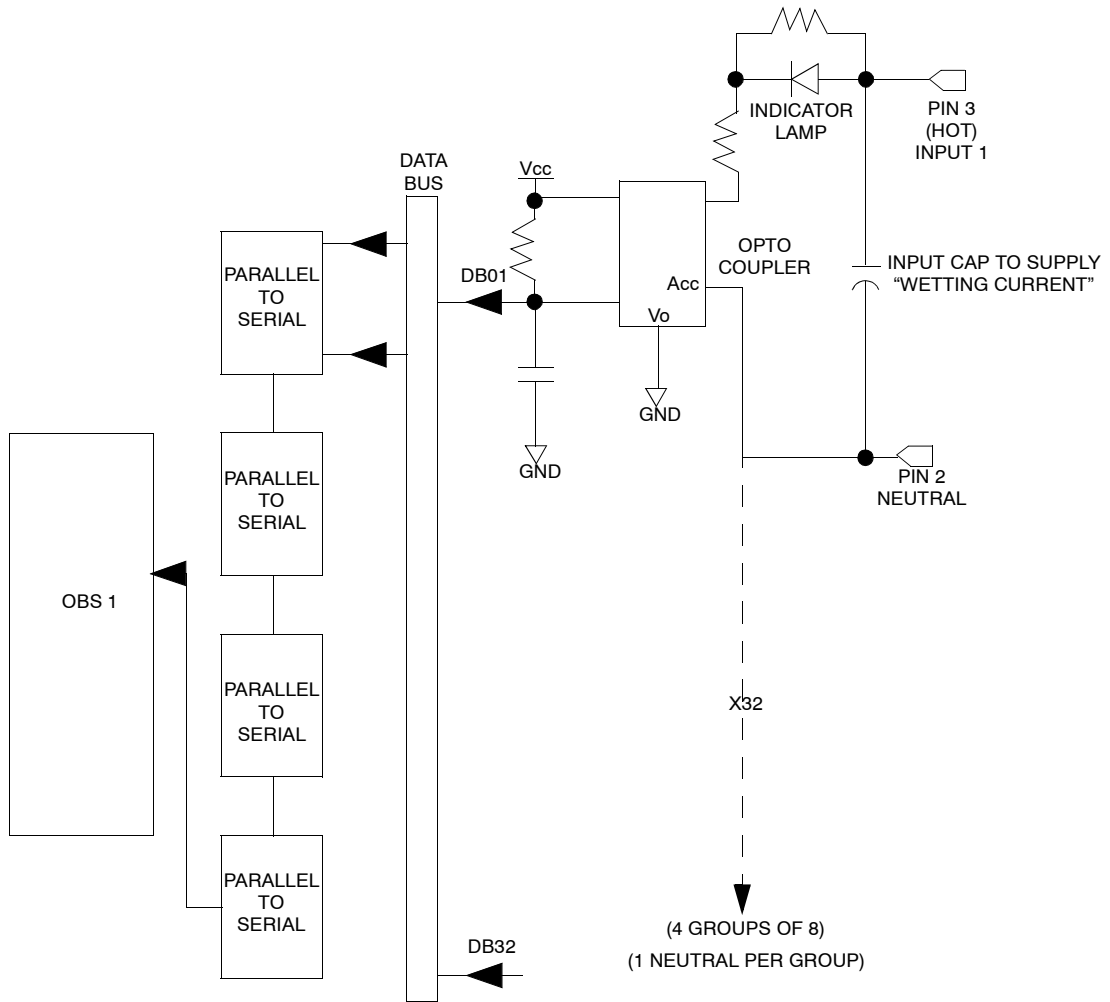 INDICATOR
LAMP
PIN 3
(HOT)
INPUT 1
DATA
BUS
Vcc
PARALLEL
TO
SERIAL
DB01
OPTO
COUPLER
Acc
Vo
INPUT CAP TO SUPPLY
“WETTING CURRENT”
GND
GND
PIN 2
NEUTRAL
PARALLEL
TO
SERIAL
OBS 1
PARALLEL
TO
SERIAL
X32
PARALLEL
TO
SERIAL
DB32
(4 GROUPS OF 8)
(1 NEUTRAL PER GROUP)